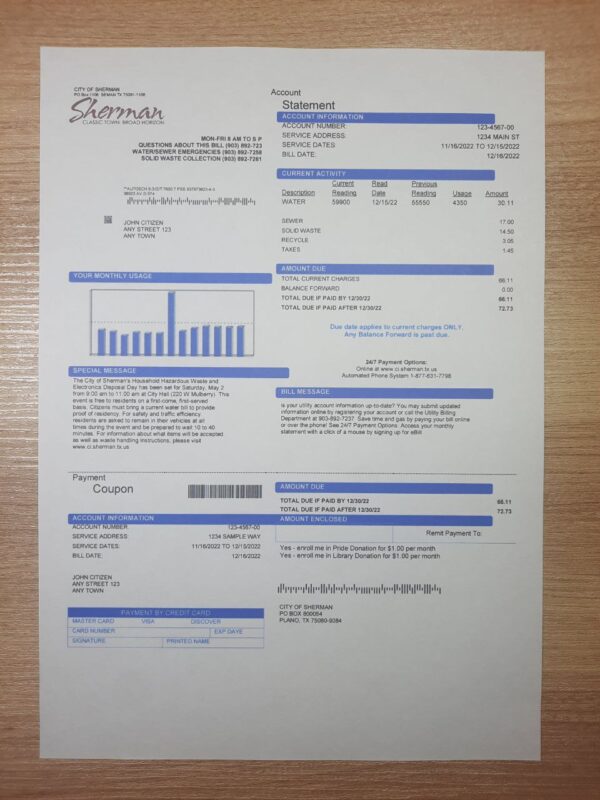 CITY OF SHERMAN
Sherman
CLASSIC TOWN. BROAD HORIZON.
MON-FRI 8 AM TO 5 P
QUESTIONS ABOUT THIS BILL (903) 892-723
WATER/SEWER EMERGENCIES (903) 892-7258
SOLID WASTE COLLECTION (903) 892-7261
JOHN CITIZEN
ANY STREET 123
ANY TOWN
Account
Statement
ACCOUNT INFORMATION
ACCOUNT NUMBER: 123-4567-00
SERVICE ADDRESS: 1234 MAIN ST
SERVICE DATES 11/16/2022 TO 12/15/2022
BILL DATE: 12/16/2022
CURRENT ACTIVITY
Current Read Previous
Description Reading Date Reading Usage Amount
WATER 59900 12/15/22 55550 4350 30.11
SEWER 17.00
SOLID WASTE 14.50
RECYCLE 3.05
TAXES 1.45
AMOUNT DUE
TOTAL CURRENT CHARGES 66.11
BALANCE FORWARD 0.00
TOTAL DUE IF PAID BY 12/30/22 66.11
TOTAL DUE IF PAID AFTER 12/30/22 72.73
Due date applies to current charges ONLY,
Any Balance Forward is past due.
24/7 Payment Options:
Online at www.ci.sherman.tx.us
Automated Phone System 1-877-631-7798
YOUR MONTHLY USAGE
SPECIAL MESSAGE
The City of Sherman's Household Hazardous Waste and
Electronics Disposal Day has been set for Saturday, May 2
from 9:00 am to 11:00 am at City Hall (220 W Mulberry). This
event is free to residents on a first-come, first-served
basis. Citizens must bring a current water bill to provide
proof of residency. For safety and traffic efficiency
residents are asked to remain in their vehicles at all
times during the event and be prepared to wait 10 to 40
minutes. For information about what items will be accepted
as well as waste handling instructions, please visit
www.ci.sherman.tx.us
BILL MESSAGE
Is your utility account information up-to-date? You may submit updated
information online by registering your account or call the Utility Billing
Department at 903-892-7237. Save time and gas by paying your bill online
or over the phone! See 24/7 Payment Options. Access your monthly
statement with a click of a mouse by signing up for eBill
Payment
Coupon
ACCOUNT INFORMATION
ACCOUNT NUMBER: 123-4567-00
SERVICE ADDRESS: 1234 SAMPLE WAY
SERVICE DATES: 11/16/2022 TO 12/15/2022
BILL DATE: 12/16/2022
AMOUNT DUE
TOTAL DUE IF PAID BY 12/30/22 66.11
TOTAL DUE IF PAID AFTER 12/30/22 72.73
AMOUNT ENCLOSED
Remit Payment To:
Yes - enroll me in Pride Donation for $1.00 per month
Yes - enroll me in Library Donation for $1.00 per month
JOHN CITIZEN
ANY STREET 123
ANY TOWN
CITY OF SHERMAN
PO BOX 800084
PLANO, TX 75080-9384
PAYMENT BY CREDIT CARD
MASTER CARD VISA DISCOVER
CARD NUMBER EXP DAYE
SIGNATURE PRINTED NAME